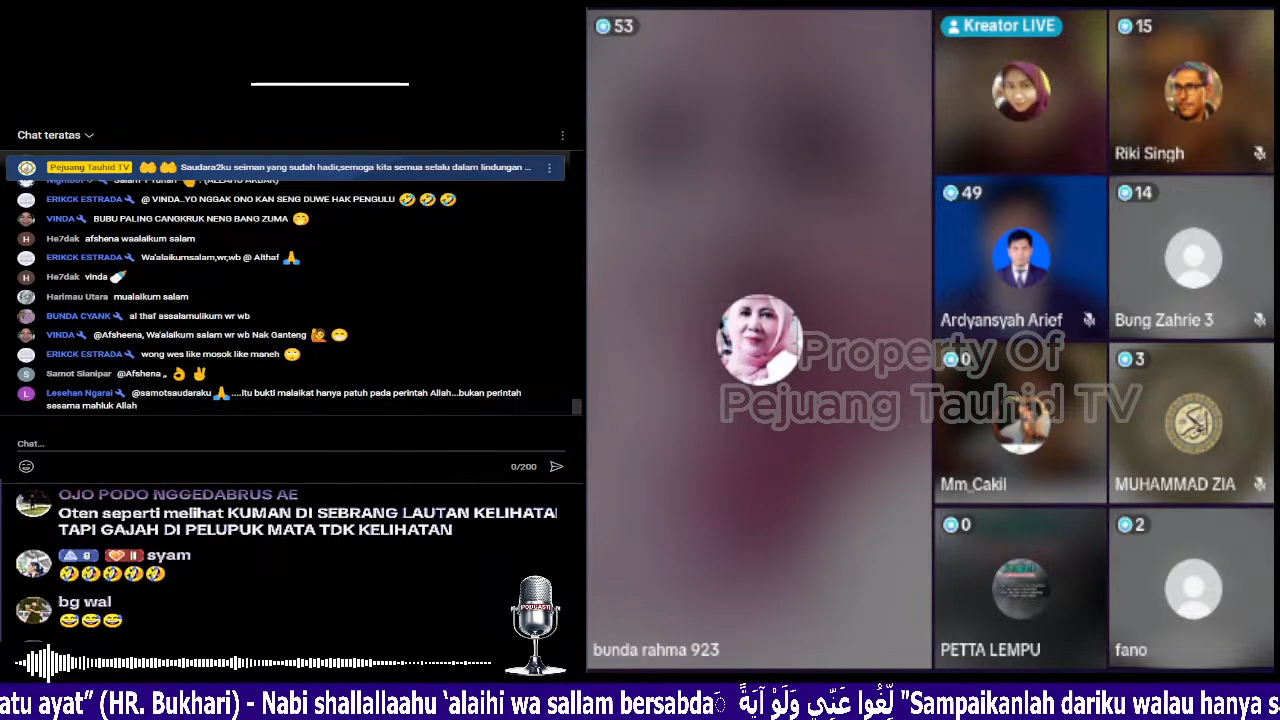 Chat teratas
Pejuang Tauhid TV Saudara2ku seiman yang sudah hadir,semoga kita semua selalu dalam lindungan ...
ERIKCK ESTRADA @ VINDA..YO NGGAK ONO KAN SENG DUWE HAK PENGULU 🤣 🤣 🤣
VINDA BUBU PALING CANGKRUK NENG BANG ZUMA 🤭
He7dak afshena waalaikum salam
ERIKCK ESTRADA Wa'alaikumsalam,wr,wb @ Althaf 🙏
He7dak vinda 🍼
Harimau Utara mualaikum salam
BUNDA CYANK al thaf assalamulikum wr wb
VINDA @Afsheena, Wa'alaikum salam wr wb Nak Ganteng 🙋 😁
ERIKCK ESTRADA wong wes like mosok like maneh 🙄
Samot Sianipar @Afshena ,, 👌 ✌
Lesehan Ngarai @samotsaudaraku 🙏 ....itu bukti malaikat hanya patuh pada perintah Allah...bukan perintah
sesama mahluk Allah
Chat...
0/200
OJO PODO NGGEDABRUS AE
Oten seperti melihat KUMAN DI SEBRANG LAUTAN KELIHATA
TAPI GAJAH DI PELUPUK MATA TDK KELIHATAN
syam
🤣🤣🤣🤣🤣
bg wal
😅😅😅
PODCAST
53
bunda rahma 923
Kreator LIVE
15
Riki Singh
49
Ardyansyah Arief
14
Bung Zahrie 3
0
Mm_Cakil
3
MUHAMMAD ZIA
0
PETTA LEMPU
2
fano
Property Of
Pejuang Tauhid TV
atu ayat” (HR. Bukhari) - Nabi shallallaahu ‘alaihi wa sallam bersabda َ لِّغُوا عَنِّي وَلَوْ آيَةً "Sampaikanlah dariku walau hanya s